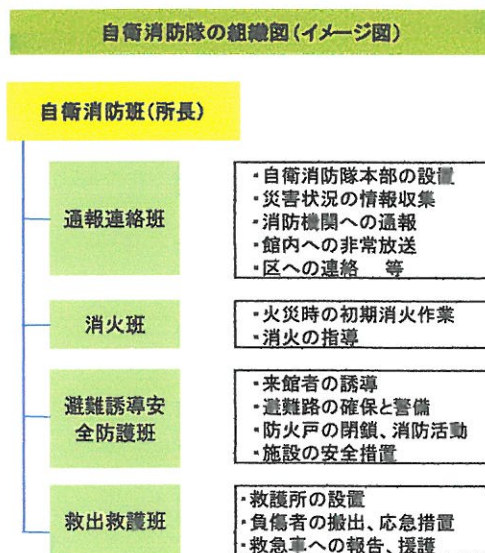 自衛消防隊の組織図(イメージ図)
自衛消防班(所長)
通報連絡班
・自衛消防隊本部の設置
・災害状況の情報収集
・消防機関への通報
・館内への非常放送
・区への連絡　等
消火班
・火災時の初期消火作業
・消火の指導
避難誘導安
全防護班
・来館者の誘導
・避難路の確保と警備
・防火戸の閉鎖、消防活動
・施設の安全措置
救出救護班
・救護所の設置
・負傷者の搬出、応急措置
・救急車への報告、援護